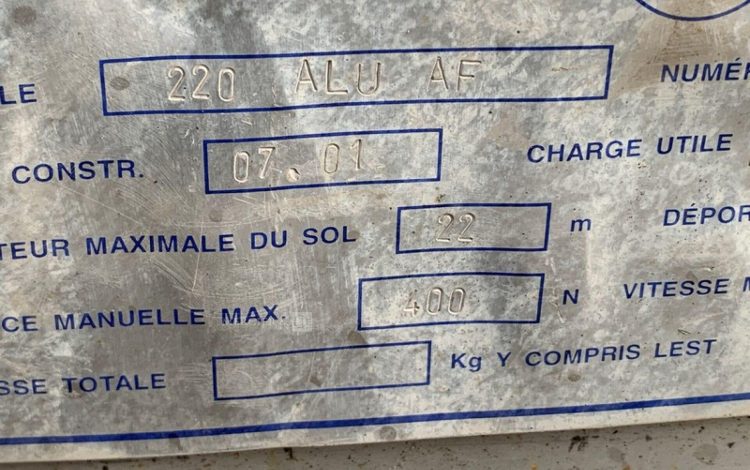 LE 220 ALU AF NUMÉR
CONSTR. 07.01 CHARGE UTILE
TEUR MAXIMALE DU SOL 22 m DÉPOR
CE MANUELLE MAX. 400 N VITESSE M
SSE TOTALE Kg Y COMPRIS LEST